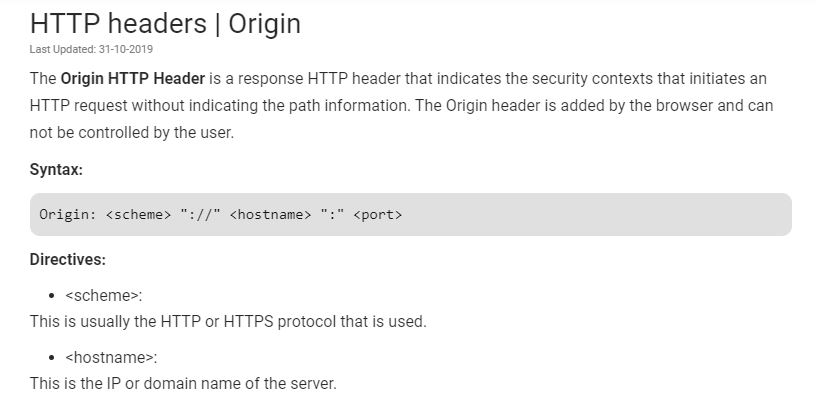 HTTP headers | Origin
Last Updated: 31-10-2019
The Origin HTTP Header is a response HTTP header that indicates the security contexts that initiates an
HTTP request without indicating the path information. The Origin header is added by the browser and can
not be controlled by the user.
Syntax:
Origin: <scheme> "://" <hostname> ":" <port>
Directives:
• <scheme>:
This is usually the HTTP or HTTPS protocol that is used.
• <hostname>:
This is the IP or domain name of the server.